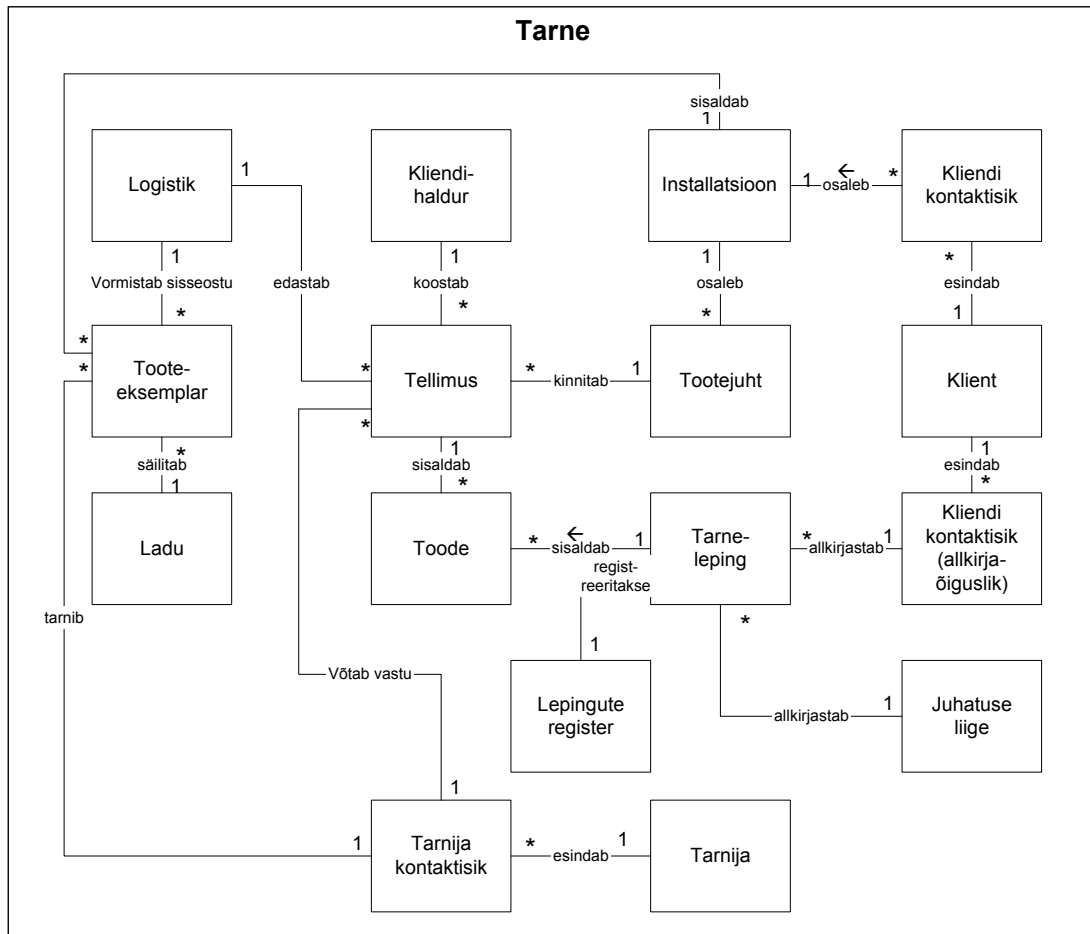 Tarne
sisaldab
1
Logistik
1
Kliendi-
haldur
Installatsioon
1
←
osaleb
*
Kliendi
kontaktisik
1
Vormistab sisseostu
*
edastab
1
koostab
*
1
osaleb
*
*
esindab
1
*
*
Toote-
eksemplar
*
*
Tellimus
*
kinnitab
1
Tootejuht
Klient
*
säilitab
1
1
sisaldab
*
1
esindab
*
Ladu
Toode
*
←
sisaldab
1
regist-
reeritakse
Tarne-
leping
*
allkirjastab
1
Kliendi
kontaktisik
(allkirja-
õiguslik)
tarnib
*
1
Võtab vastu
Lepingute
register
allkirjastab
1
Juhatuse
liige
1
1
Tarnija
kontaktisik
*
esindab
1
Tarnija